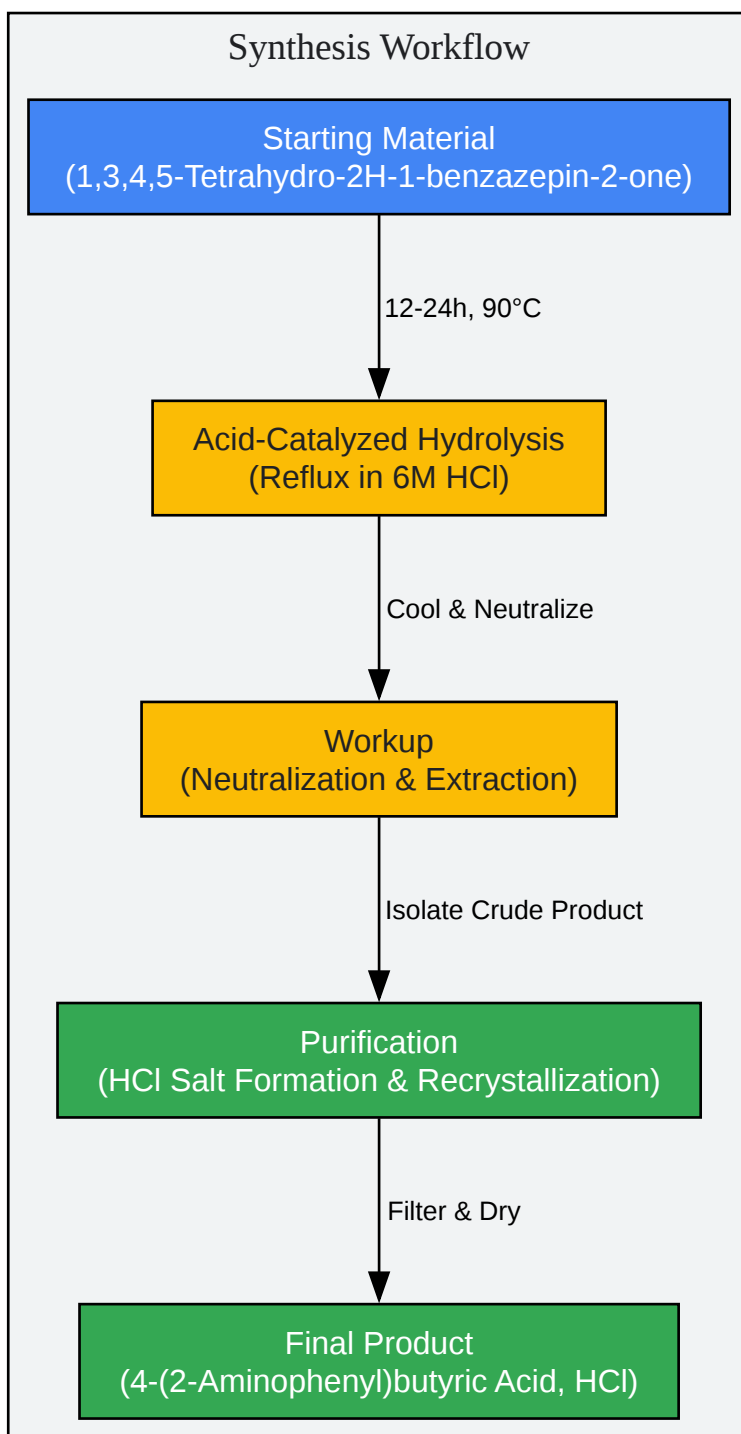 Synthesis Workflow
Starting Material
(1,3,4,5-Tetrahydro-2H-1-benzazepin-2-one)
12-24h, 90°C
Acid-Catalyzed Hydrolysis
(Reflux in 6M HCl)
Cool & Neutralize
Workup
(Neutralization & Extraction)
Isolate Crude Product
Purification
(HCl Salt Formation & Recrystallization)
Filter & Dry
Final Product
(4-(2-Aminophenyl)butyric Acid, HCl)